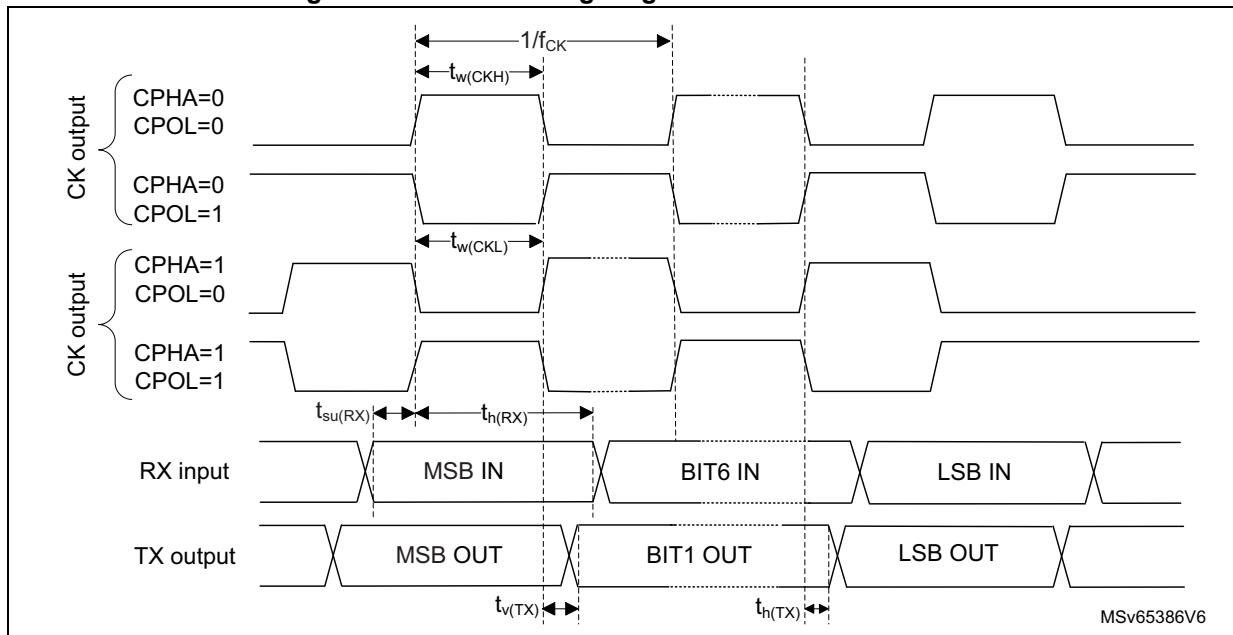 1/fCK
tw(CKH)
CK output
CPHA=0
CPOL=0
CPHA=0
CPOL=1
tw(CKL)
CK output
CPHA=1
CPOL=0
CPHA=1
CPOL=1
tsu(RX)
th(RX)
RX input
MSB IN
BIT6 IN
LSB IN
TX output
MSB OUT
BIT1 OUT
LSB OUT
tv(TX)
th(TX)
MSv65386V6